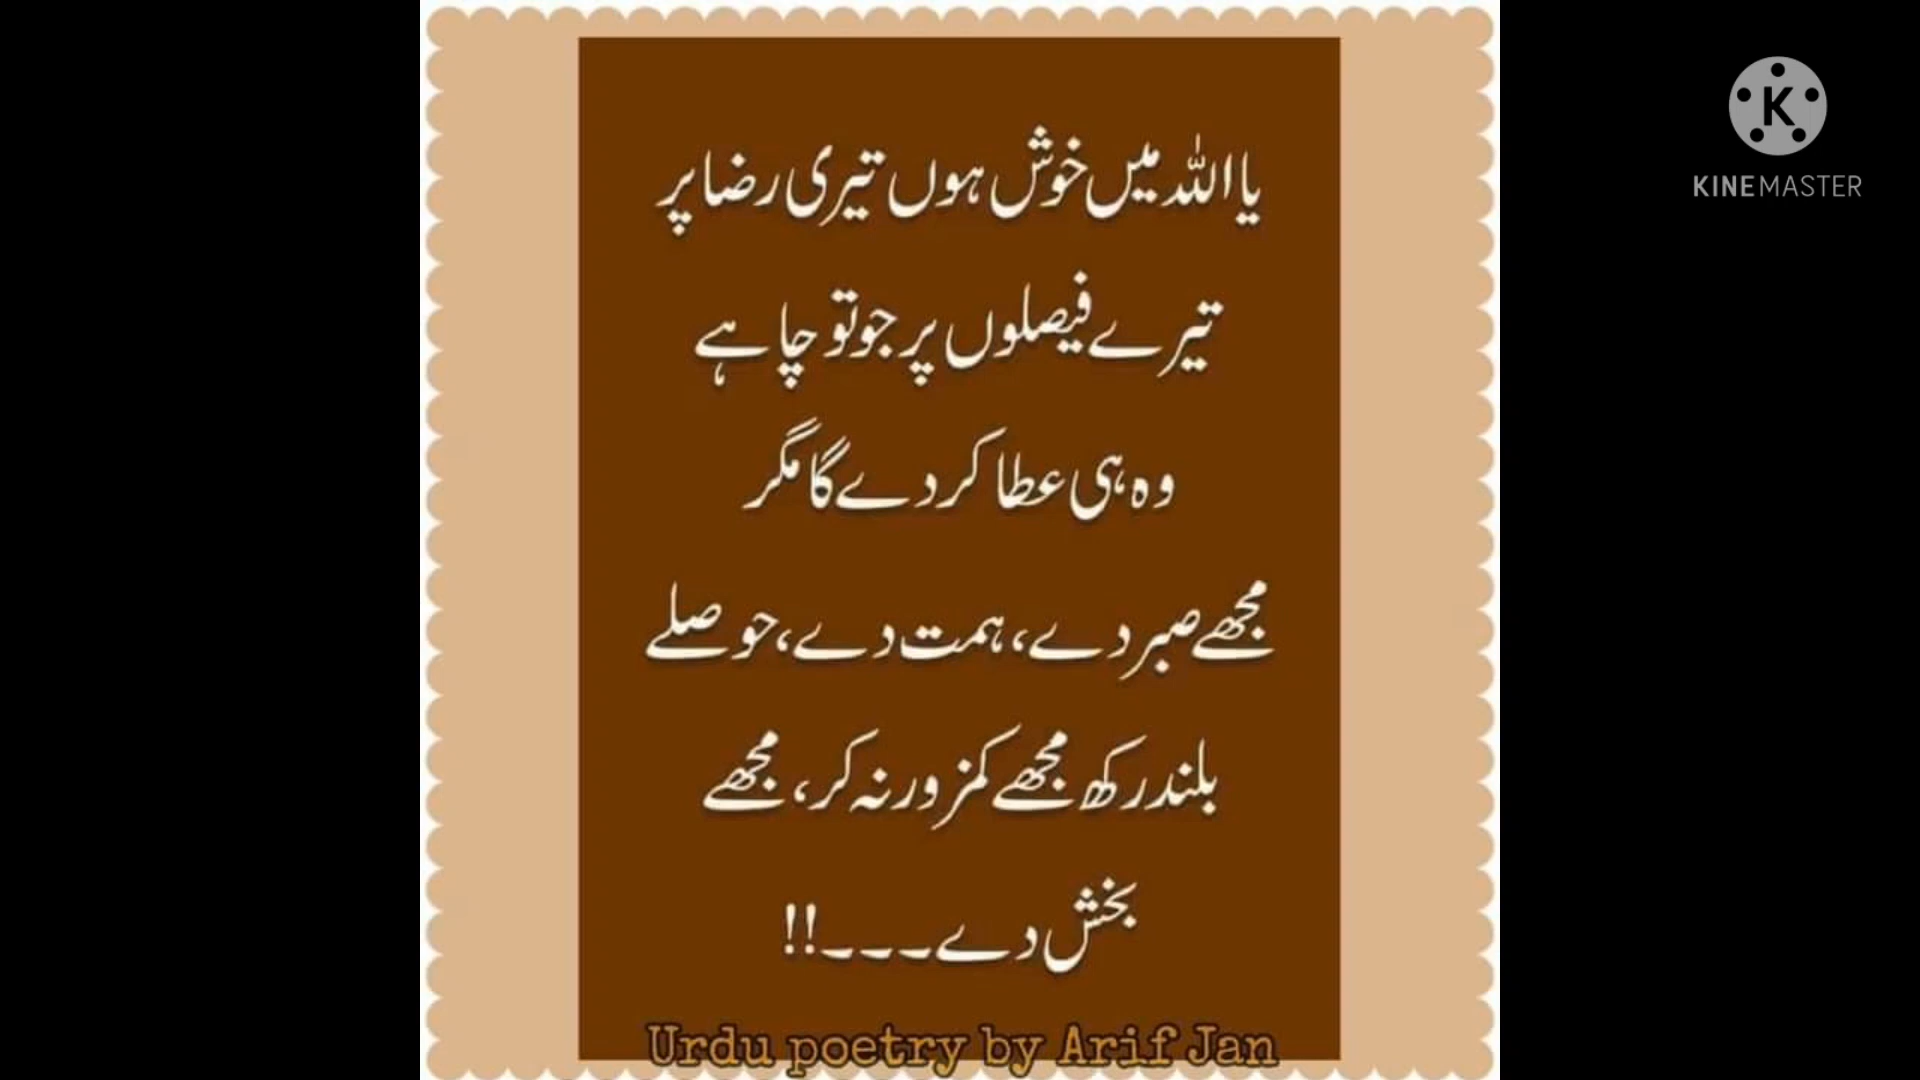 یا اللہ میں خوش ہوں تیری رضا پر
تیرے فیصلوں پر جو تو چاہے
وہ ہی عطا کر دے گا مگر
مجھے صبر دے، ہمت دے، حوصلے
بلند رکھ مجھے کمزور نہ کر، مجھے
بخش دے۔۔۔!!
Urdu poetry by Arif Jan
K
KINEMASTER